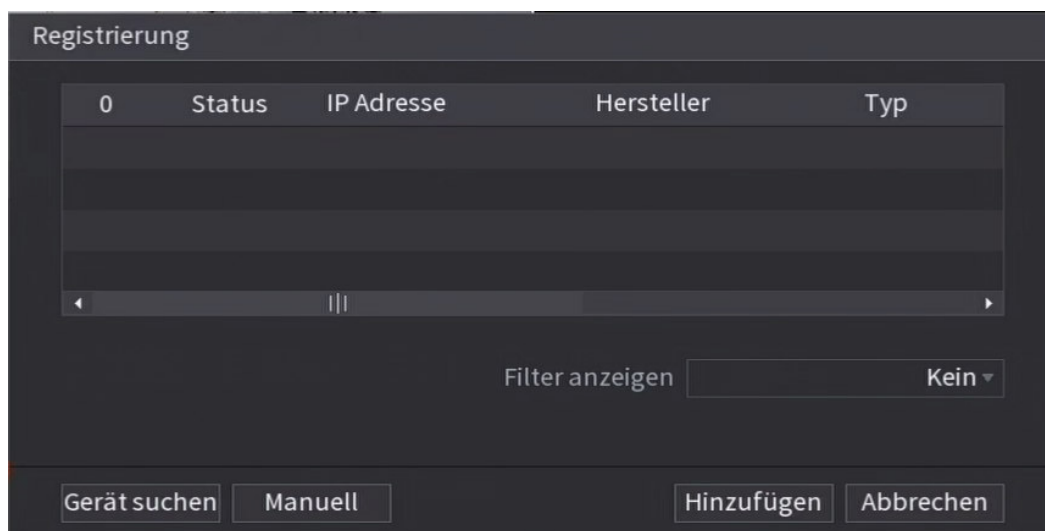 Registrierung
0 Status IP Adresse Hersteller Typ
Filter anzeigen Kein
Gerät suchen Manuell Hinzufügen Abbrechen